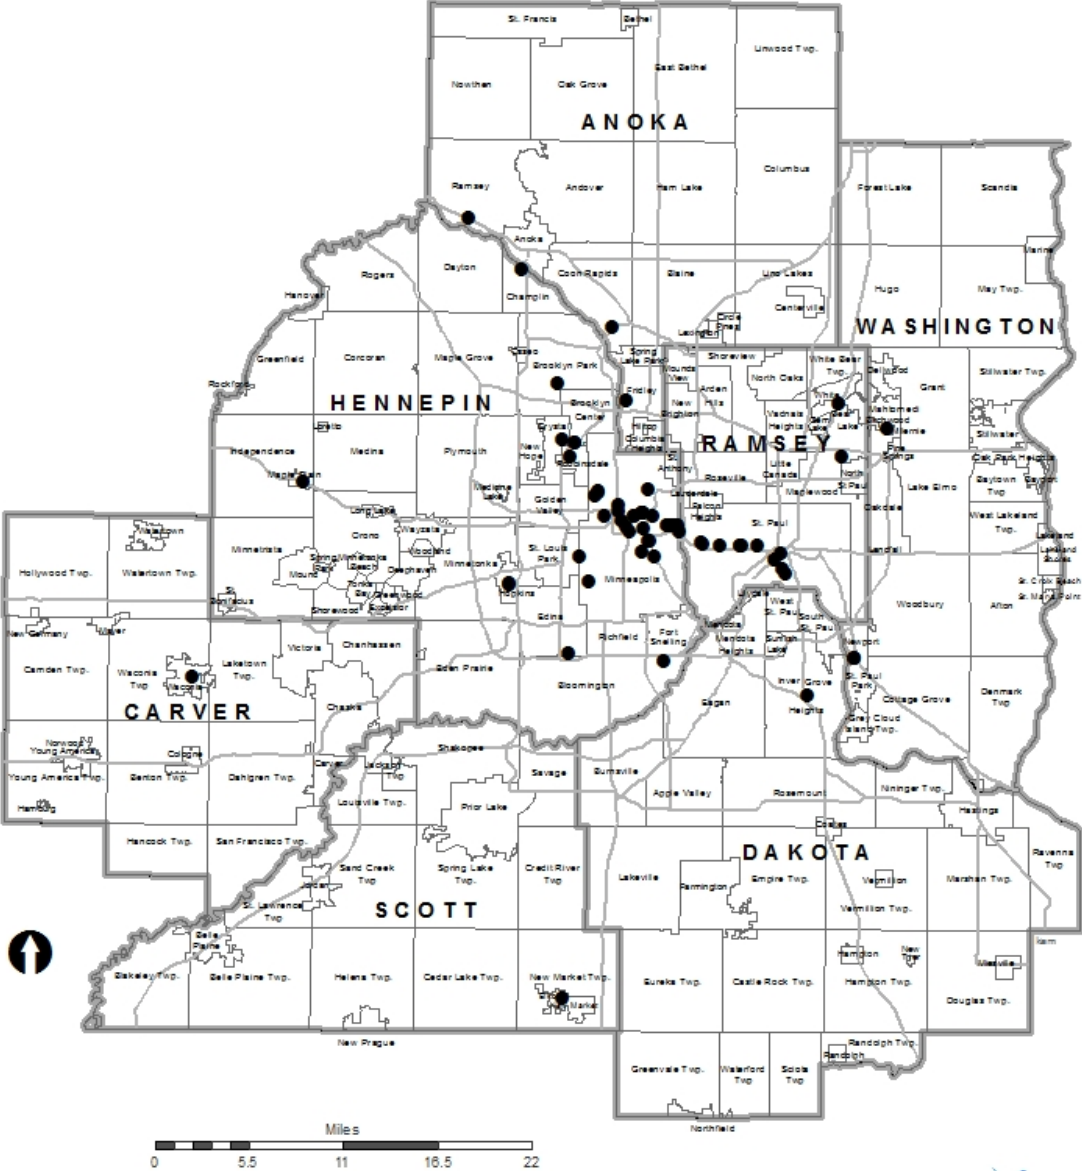 St. Francis
Bethel
Linwood Twp.
East Bethel
Nowthen
Oak Grove
ANOKA
Columbus
Ramsey
Andover
Ham Lake
Forest Lake
Scandia
Anoka
Marine
Rogers
Dayton
Coon Rapids
Blaine
Lino Lakes
Hugo
May Twp.
Hanover
Champlin
Centerville
Circle
Pines
Lexington
WASHINGTON
Greenfield
Corcoran
Maple Grove
Osseo
Brooklyn Park
Spring
Lake Park
Shoreview
White Bear
Twp.
Dellwood
Mounds
View
North Oaks
Grant
Stillwater Twp.
Rockford
HENNEPIN
Fridley
Arden
Hills
Brooklyn
Center
New
Brighton
White
Bear
Lake
Mahtomedi
Birchwood
Loretto
Crystal
Hilltop
Columbia
Heights
Vadnais
Heights
RAMSEY
Stillwater
Independence
Medina
Plymouth
New
Hope
Robbinsdale
St.
Anthony
Little
Canada
North
St. Paul
Pine
Springs
Oak Park Heights
Maple Plain
Medicine
Lake
Golden
Valley
Roseville
Maplewood
Lake Elmo
Baytown
Twp
Bayport
Lauderdale
Falcon
Heights
Oakdale
West Lakeland
Twp.
Long Lake
Orono
Wayzata
St. Paul
Watertown
Minnetrista
Woodland
Deephaven
Minnetonka
St. Louis
Park
Landfall
Lakeland
Lakeland
Shores
Hollywood Twp.
Watertown Twp.
Mound
Spring
Park
Minnetonka
Beach
Tonka
Bay
Greenwood
Excelsior
Shorewood
Hopkins
Minneapolis
St. Croix Beach
St. Marys Point
St.
Bonifacius
Edina
Lilydale
West
St. Paul
South
St. Paul
Woodbury
Afton
New Germany
Mayer
Victoria
Chanhassen
Richfield
Fort
Snelling
Mendota
Mendota
Heights
Sunfish
Lake
Newport
Camden Twp.
Waconia
Twp
Waconia
Laketown
Twp.
Eden Prairie
Bloomington
Inver Grove
Heights
St. Paul
Park
Cottage Grove
Denmark
Twp.
CARVER
Chaska
Eagan
Grey Cloud
Island Twp.
Norwood
Young America
Cologne
Carver
Shakopee
Jackson
Twp
Savage
Burnsville
Young America Twp.
Benton Twp.
Dahlgren Twp.
Apple Valley
Rosemount
Nininger Twp.
Hamburg
Louisville Twp.
Prior Lake
Hastings
Coates
Hancock Twp.
San Francisco Twp.
DAKOTA
Ravenna
Twp
Sand Creek
Twp
Spring Lake
Twp.
Credit River
Twp
Lakeville
Farmington
Empire Twp.
Vermillion
Marshan Twp.
Jordan
St. Lawrence
Twp
SCOTT
Vermillion Twp.
Belle
Plaine
Hampton
New
Trier
Miesville
Blakeley Twp.
Belle Plaine Twp.
Helena Twp.
Cedar Lake Twp.
New Market Twp.
Elko
Market
Eureka Twp.
Castle Rock Twp.
Hampton Twp.
Douglas Twp.
New Prague
Randolph Twp.
Randolph
Greenvale Twp.
Waterford
Twp
Sciota
Twp
Northfield
Miles
0 5.5 11 16.5 22